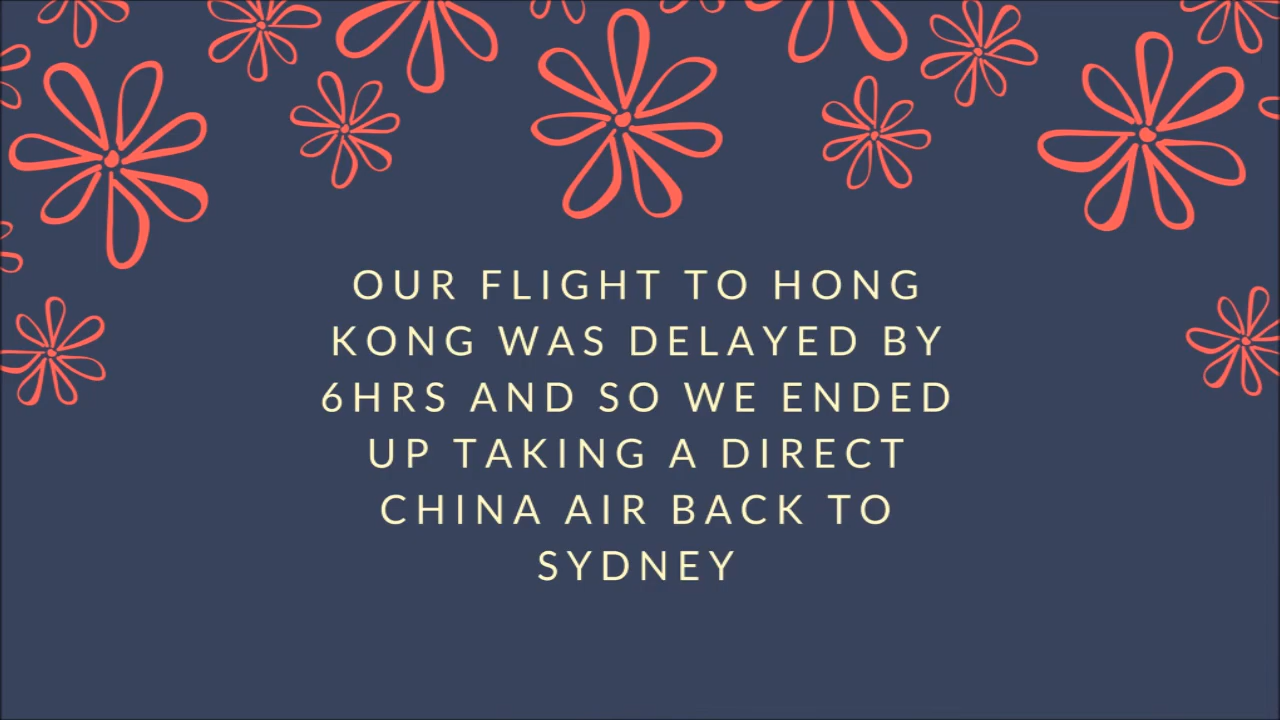 OUR FLIGHT TO HONG
KONG WAS DELAYED BY
6HRS AND SO WE ENDED
UP TAKING A DIRECT
CHINA AIR BACK TO
SYDNEY